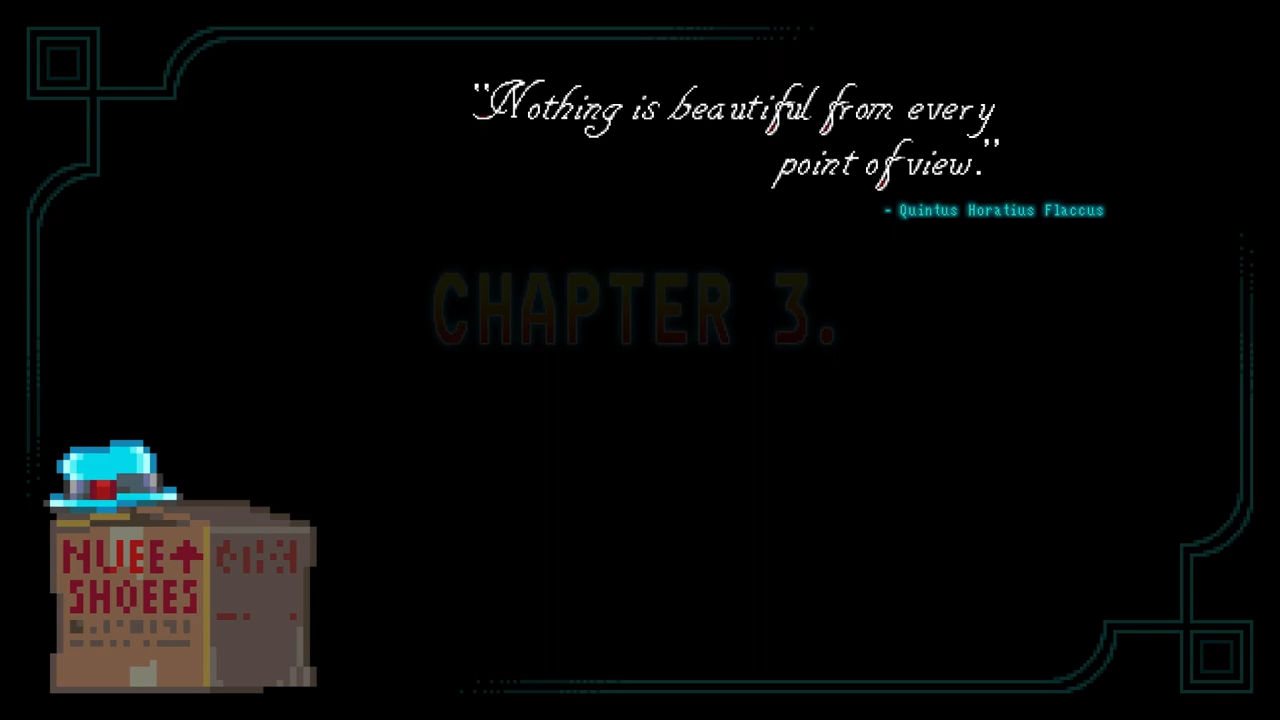 "Nothing is beautiful from every
point of view."
- Quintus Horatius Flaccus
CHAPTER 3.
NUEE
SHOEES